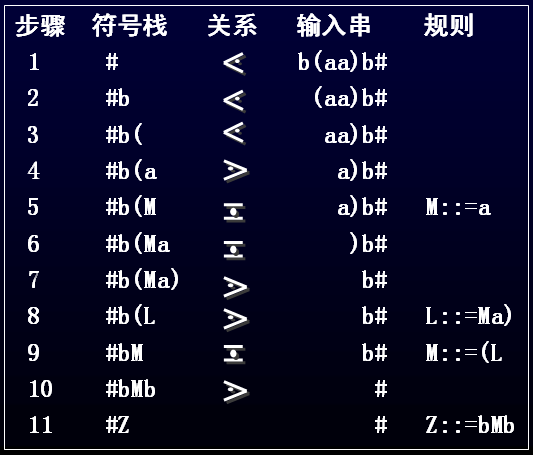 步骤 符号栈 关系 输入串 规则
1 # ⋖ b(aa)b#
2 #b ⋖ (aa)b#
3 #b( ⋖ aa)b#
4 #b(a ⋗ a)b#
5 #b(M ≐ a)b# M::=a
6 #b(Ma ≐ )b#
7 #b(Ma) ⋗ b#
8 #b(L ⋗ b# L::=Ma)
9 #bM ≐ b# M::=(L
10 #bMb ⋗ #
11 #Z # Z::=bMb